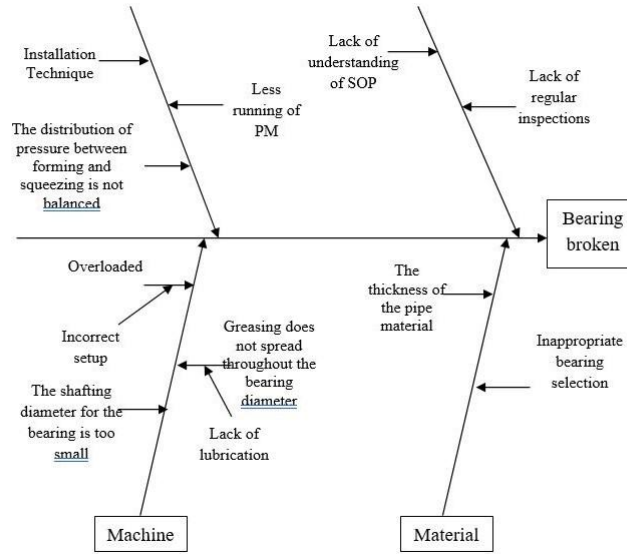 Installation
Technique
Less
running of
PM
The distribution of
pressure between
forming and
squeezing is not
balanced
Lack of
understanding
of SOP
Lack of
regular
inspections
Bearing
broken
Overloaded
Incorrect
setup
Greasing does
not spread
throughout the
bearing
diameter
The shafting
diameter for the
bearing is too
small
Lack of
lubrication
The
thickness of
the pipe
material
Inappropriate
bearing
selection
Machine
Material